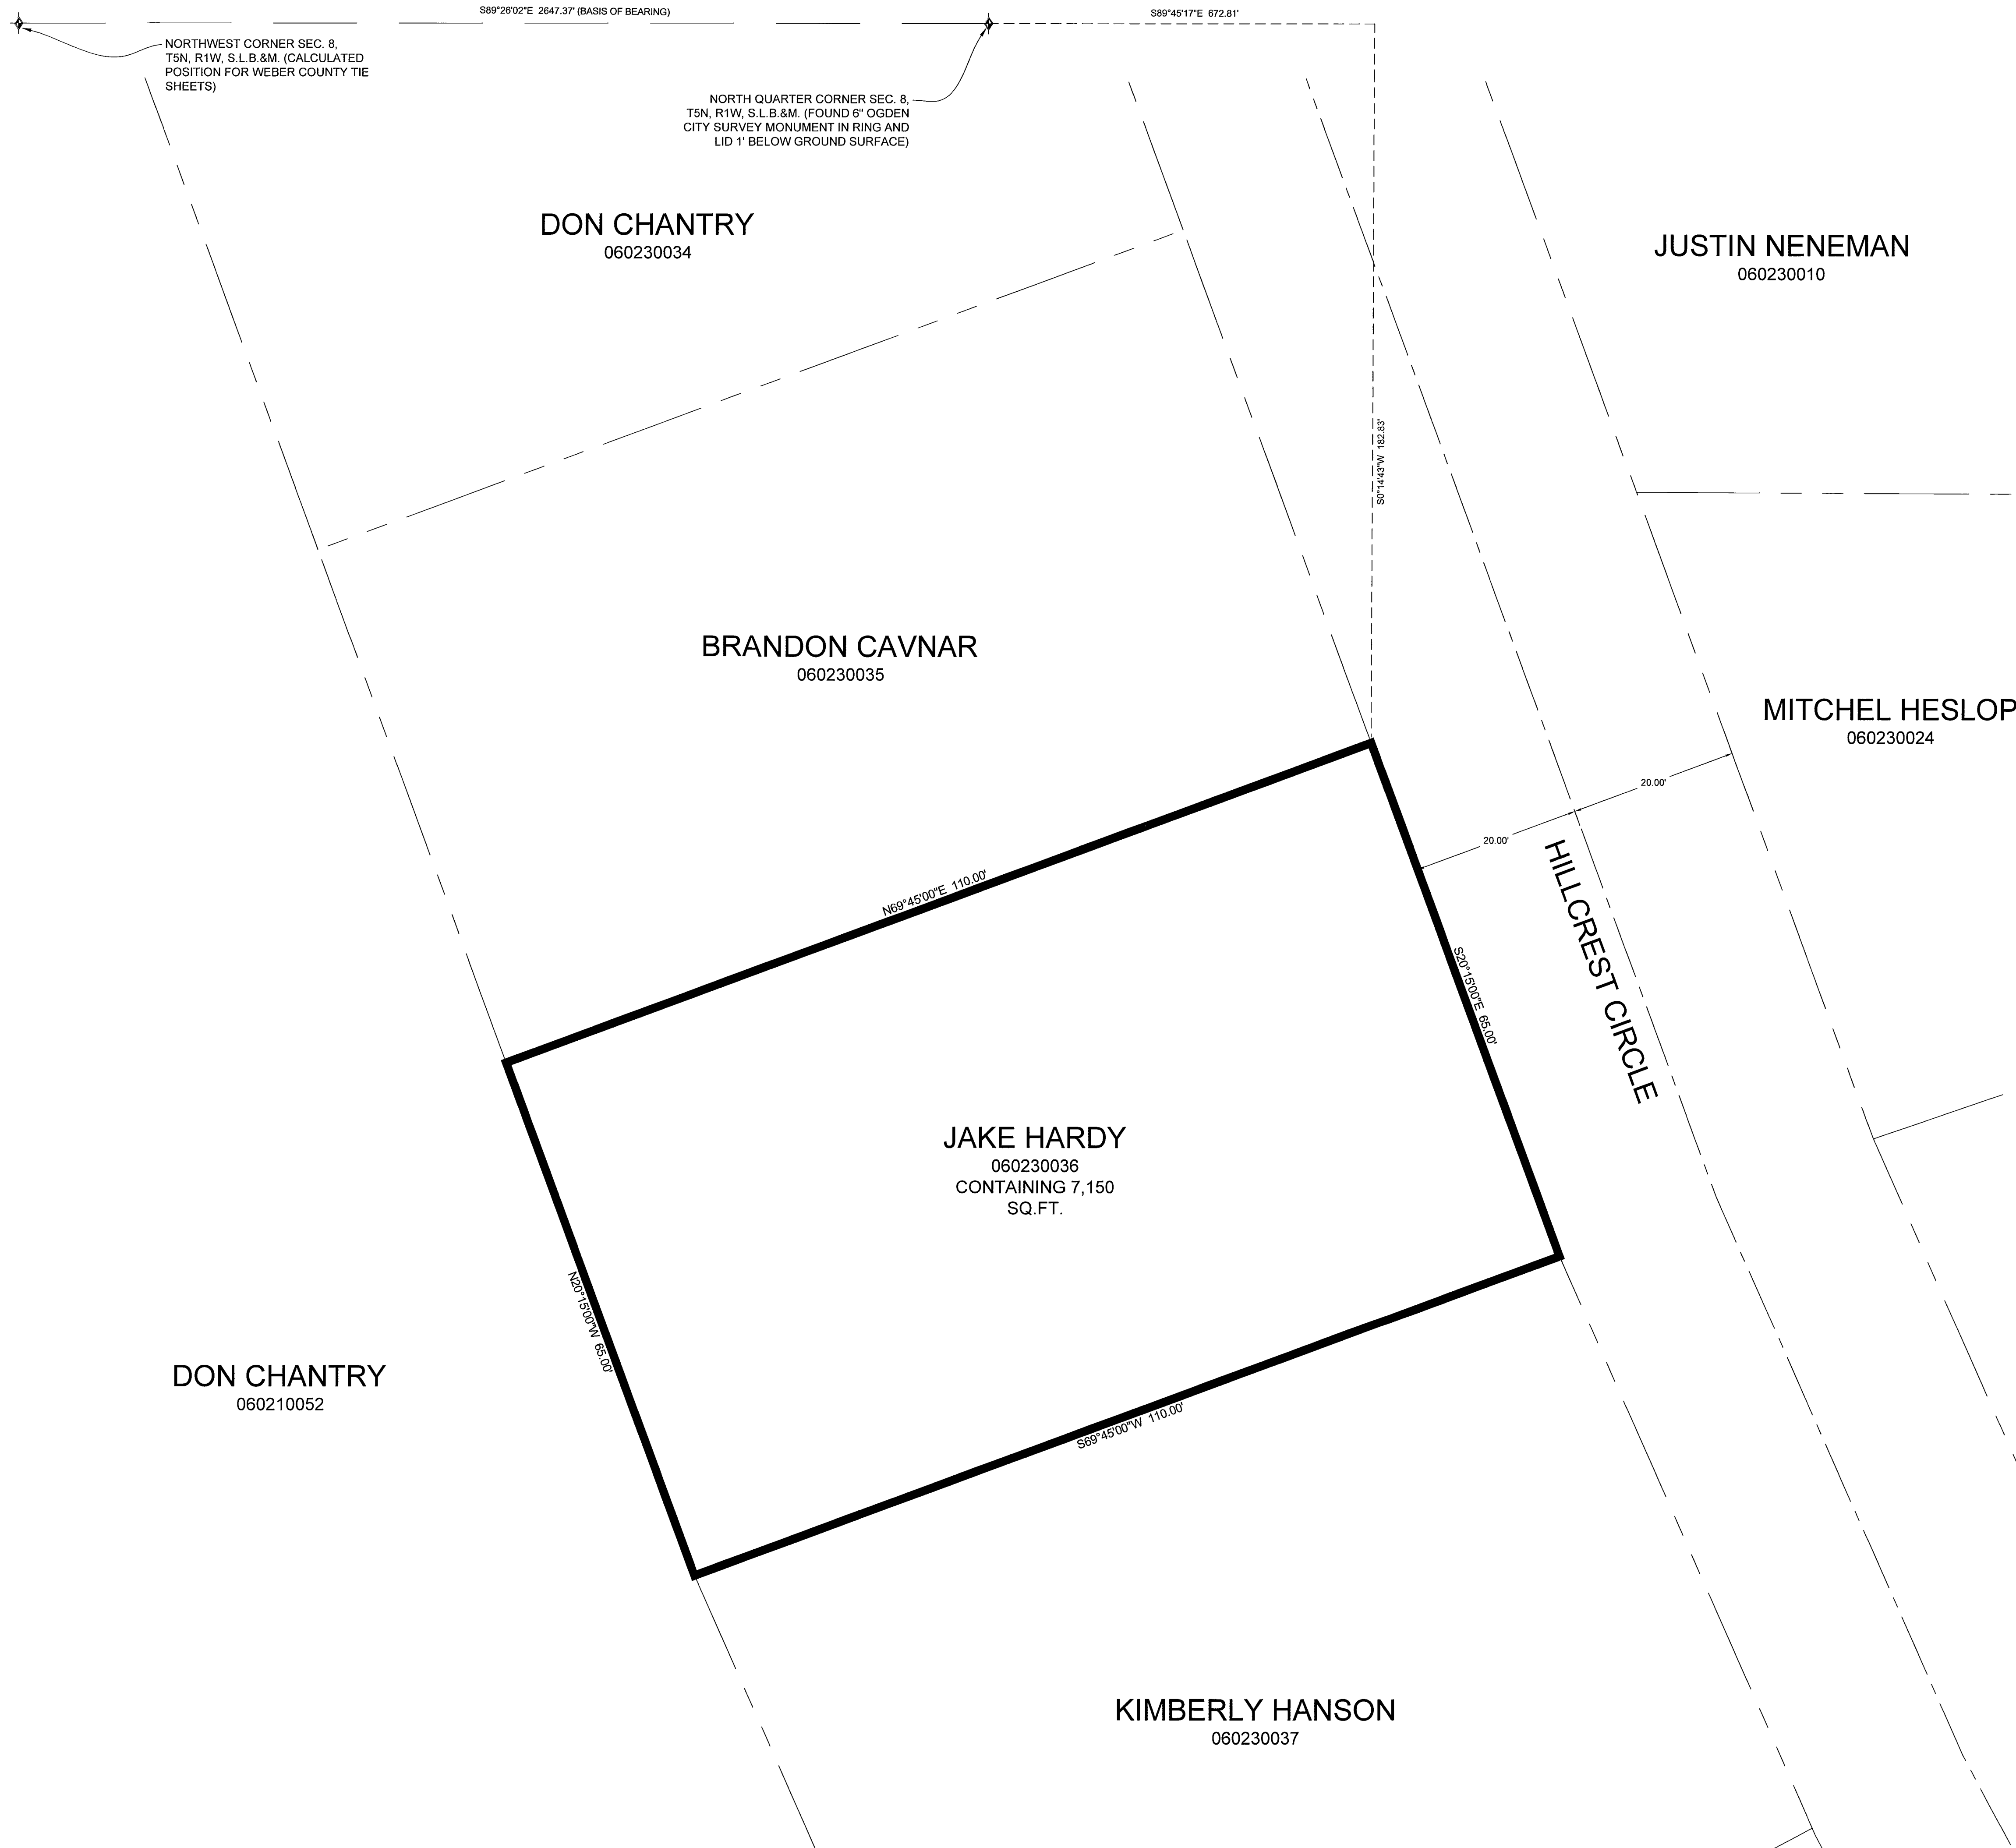 S89°26'02"E 2647.37' (BASIS OF BEARING)
S89°45'17"E 672.81'
NORTHWEST CORNER SEC. 8,
T5N, R1W, S.L.B.&M. (CALCULATED
POSITION FOR WEBER COUNTY TIE
SHEETS)
NORTH QUARTER CORNER SEC. 8,
T5N, R1W, S.L.B.&M. (FOUND 6" OGDEN
CITY SURVEY MONUMENT IN RING AND
LID 1' BELOW GROUND SURFACE)
DON CHANTRY
060230034
JUSTIN NENEMAN
060230010
S0°14'43"W 182.83'
BRANDON CAVNAR
060230035
MITCHEL HESLOP
060230024
20.00'
20.00'
HILLCREST CIRCLE
N69°45'00"E 110.00'
S20°15'00"E 65.00'
JAKE HARDY
060230036
CONTAINING 7,150
SQ.FT.
N20°15'00"W 65.00'
DON CHANTRY
060210052
S69°45'00"W 110.00'
KIMBERLY HANSON
060230037